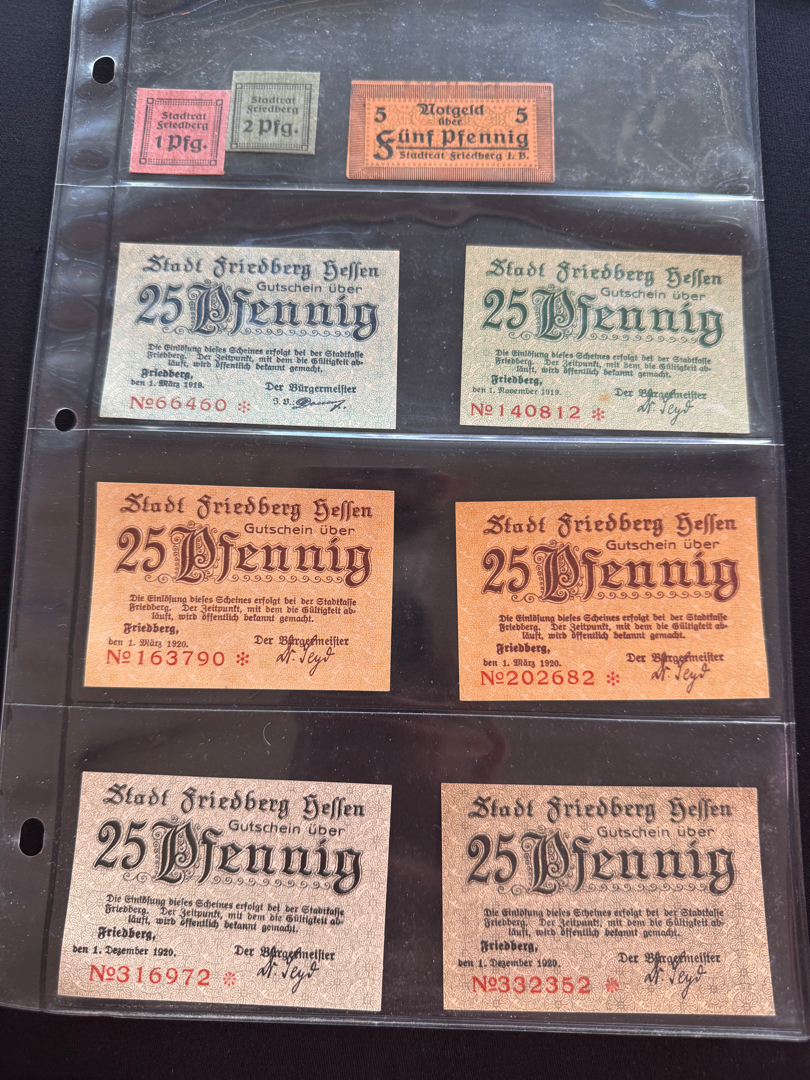 Stadtrat
Friedberg
1 Pfg.
Stadtrat
Friedberg
2 Pfg.
5 Notgeld 5
über
Fünf Pfennig
Stadtrat Friedberg i. B.
Stadt Friedberg Hessen
Gutschein über
25 Pfennig
Die Einlösung dieses Scheines erfolgt bei der Stadtkasse
Friedberg. Der Zeitpunkt, mit dem die Gültigkeit ab-
läuft, wird öffentlich bekannt gemacht.
Friedberg,
den 1. März 1919. Der Bürgermeister
№66460 * J. V.:
Stadt Friedberg Hessen
Gutschein über
25 Pfennig
Die Einlösung dieses Scheines erfolgt bei der Stadtkasse
Friedberg. Der Zeitpunkt, mit dem die Gültigkeit ab-
läuft, wird öffentlich bekannt gemacht.
Friedberg,
den 1. November 1919. Der Bürgermeister
№140812 * Dr. Seyd
Stadt Friedberg Hessen
Gutschein über
25 Pfennig
Die Einlösung dieses Scheines erfolgt bei der Stadtkasse
Friedberg. Der Zeitpunkt, mit dem die Gültigkeit ab-
läuft, wird öffentlich bekannt gemacht.
Friedberg,
den 1. März 1920. Der Bürgermeister
№163790 * Dr. Seyd
Stadt Friedberg Hessen
Gutschein über
25 Pfennig
Die Einlösung dieses Scheines erfolgt bei der Stadtkasse
Friedberg. Der Zeitpunkt, mit dem die Gültigkeit ab-
läuft, wird öffentlich bekannt gemacht.
Friedberg,
den 1. März 1920. Der Bürgermeister
№202682 * Dr. Seyd
Stadt Friedberg Hessen
Gutschein über
25 Pfennig
Die Einlösung dieses Scheines erfolgt bei der Stadtkasse
Friedberg. Der Zeitpunkt, mit dem die Gültigkeit ab-
läuft, wird öffentlich bekannt gemacht.
Friedberg,
den 1. Dezember 1920. Der Bürgermeister
№316972 * Dr. Seyd
Stadt Friedberg Hessen
Gutschein über
25 Pfennig
Die Einlösung dieses Scheines erfolgt bei der Stadtkasse
Friedberg. Der Zeitpunkt, mit dem die Gültigkeit ab-
läuft, wird öffentlich bekannt gemacht.
Friedberg,
den 1. Dezember 1920. Der Bürgermeister
№332352 * Dr. Seyd